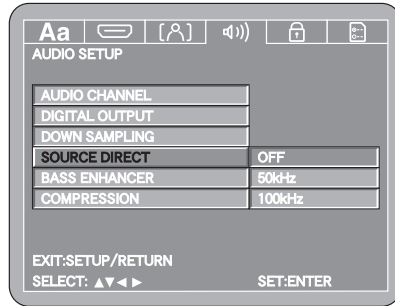 Aa
AUDIO SETUP
AUDIO CHANNEL
DIGITAL OUTPUT
DOWN SAMPLING
SOURCE DIRECT OFF
BASS ENHANCER 50kHz
COMPRESSION 100kHz
EXIT:SETUP/RETURN
SELECT: ▲▼◄► SET:ENTER